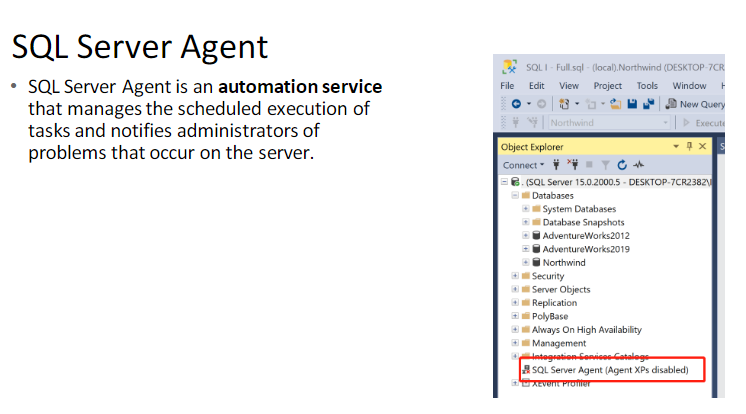 SQL Server Agent
• SQL Server Agent is an automation service
that manages the scheduled execution of
tasks and notifies administrators of
problems that occur on the server.
SQL I - Full.sql - (local).Northwind (DESKTOP-7CR
File Edit View Project Tools Window
New Query
Northwind Execute
Object Explorer
Connect
. (SQL Server 15.0.2000.5 - DESKTOP-7CR2382\
Databases
System Databases
Database Snapshots
AdventureWorks2012
AdventureWorks2019
Northwind
Security
Server Objects
Replication
PolyBase
Always On High Availability
Management
Integration Services Catalogs
SQL Server Agent (Agent XPs disabled)
XEvent Profiler